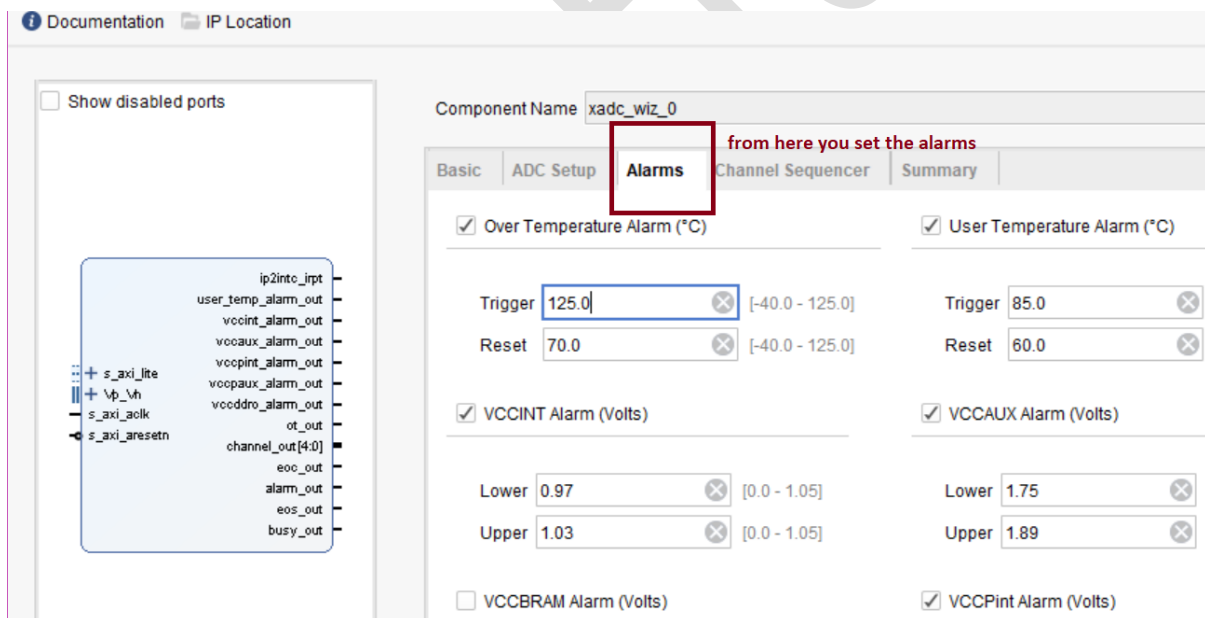 Documentation IP Location
Show disabled ports
Component Name xadc_wiz_0
from here you set the alarms
Basic ADC Setup Alarms Channel Sequencer Summary
Over Temperature Alarm (°C) User Temperature Alarm (°C)
Trigger 125.0 [-40.0 - 125.0] Trigger 85.0
Reset 70.0 [-40.0 - 125.0] Reset 60.0
VCCINT Alarm (Volts) VCCAUX Alarm (Volts)
Lower 0.97 [0.0 - 1.05] Lower 1.75
Upper 1.03 [0.0 - 1.05] Upper 1.89
VCCBRAM Alarm (Volts) VCCPint Alarm (Volts)
s_axi_lite
Vp_Vn
s_axi_aclk
s_axi_aresetn
ip2intc_irpt
user_temp_alarm_out
vccint_alarm_out
vccaux_alarm_out
vccpint_alarm_out
vccpaux_alarm_out
vccddro_alarm_out
ot_out
channel_out[4:0]
eoc_out
alarm_out
eos_out
busy_out